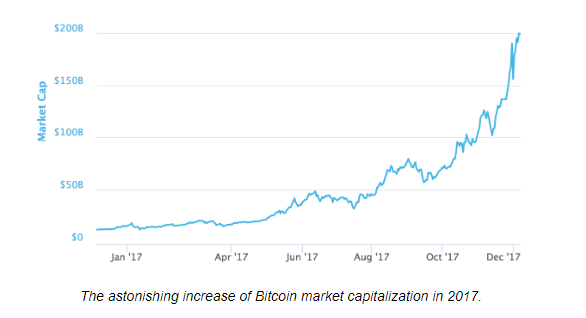 $200B
$150B
$100B
$50B
$0
Market Cap
Jan '17
Apr '17
Jun '17
Aug '17
Oct '17
Dec '17
The astonishing increase of Bitcoin market capitalization in 2017.